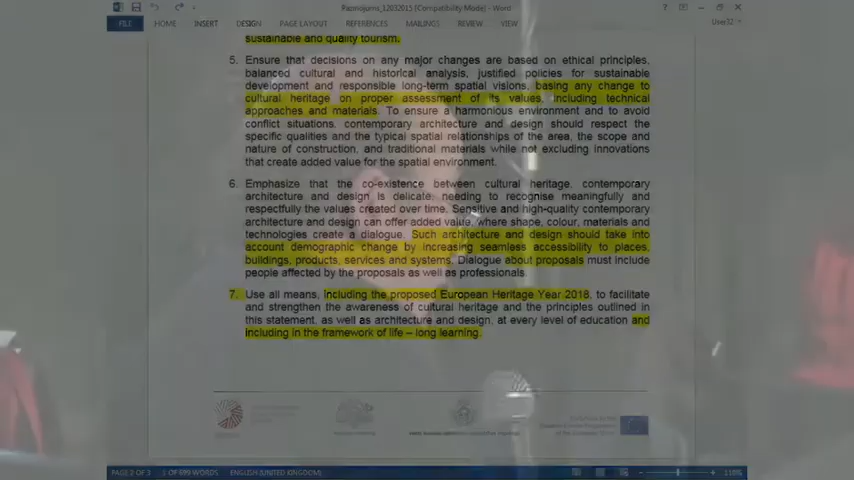 Paziņojums_12032015 [Compatibility Mode] - Word
FILE HOME INSERT DESIGN PAGE LAYOUT REFERENCES MAILINGS REVIEW VIEW
sustainable and quality tourism.
5. Ensure that decisions on any major changes are based on ethical principles,
balanced cultural and historical analysis, justified policies for sustainable
development and responsible long-term spatial visions, basing any change to
cultural heritage on proper assessment of its values, including technical
approaches and materials. To ensure a harmonious environment and to avoid
conflict situations, contemporary architecture and design should respect the
specific qualities and the typical spatial relationships of the area, the scope and
nature of construction, and traditional materials while not excluding innovations
that create added value for the spatial environment.
6. Emphasize that the co-existence between cultural heritage, contemporary
architecture and design is delicate, needing to recognise meaningfully and
respectfully the values created over time. Sensitive and high-quality contemporary
architecture and design can offer added value, where shape, colour, materials and
technologies create a dialogue. Such architecture and design should take into
account demographic change by increasing seamless accessibility to places,
buildings, products, services and systems. Dialogue about proposals must include
people affected by the proposals as well as professionals.
7. Use all means, including the proposed European Heritage Year 2018, to facilitate
and strengthen the awareness of cultural heritage and the principles outlined in
this statement, as well as architecture and design, at every level of education and
including in the framework of life – long learning.
PAGE 2 OF 3 1 OF 899 WORDS ENGLISH (UNITED KINGDOM)